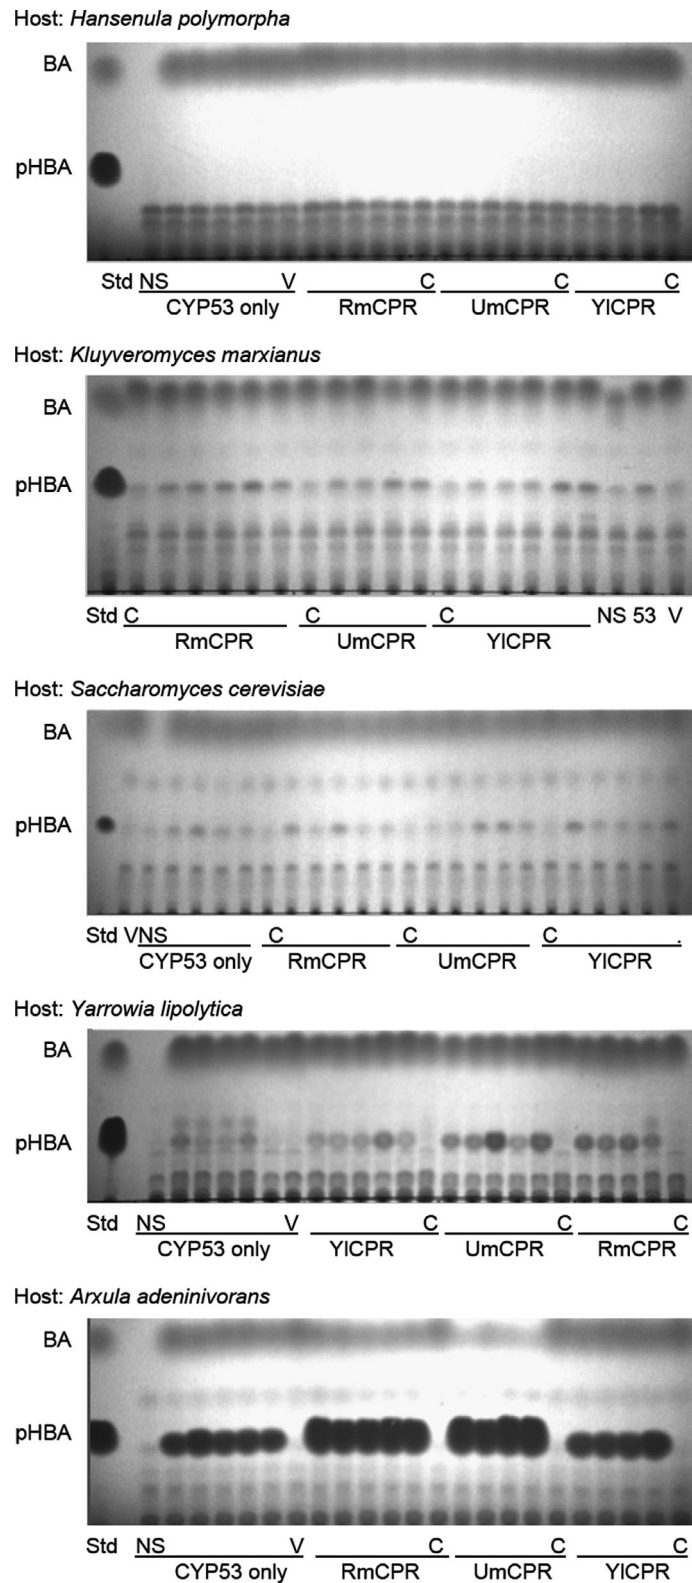 Host: Hansenula polymorpha
BA
pHBA
Std NS V C C C
CYP53 only RmCPR UmCPR YlCPR
Host: Kluyveromyces marxianus
BA
pHBA
Std C C C NS 53 V
RmCPR UmCPR YlCPR
Host: Saccharomyces cerevisiae
BA
pHBA
Std VNS C C C .
CYP53 only RmCPR UmCPR YlCPR
Host: Yarrowia lipolytica
BA
pHBA
Std NS V C C C
CYP53 only YlCPR UmCPR RmCPR
Host: Arxula adeninivorans
BA
pHBA
Std NS V C C C
CYP53 only RmCPR UmCPR YlCPR